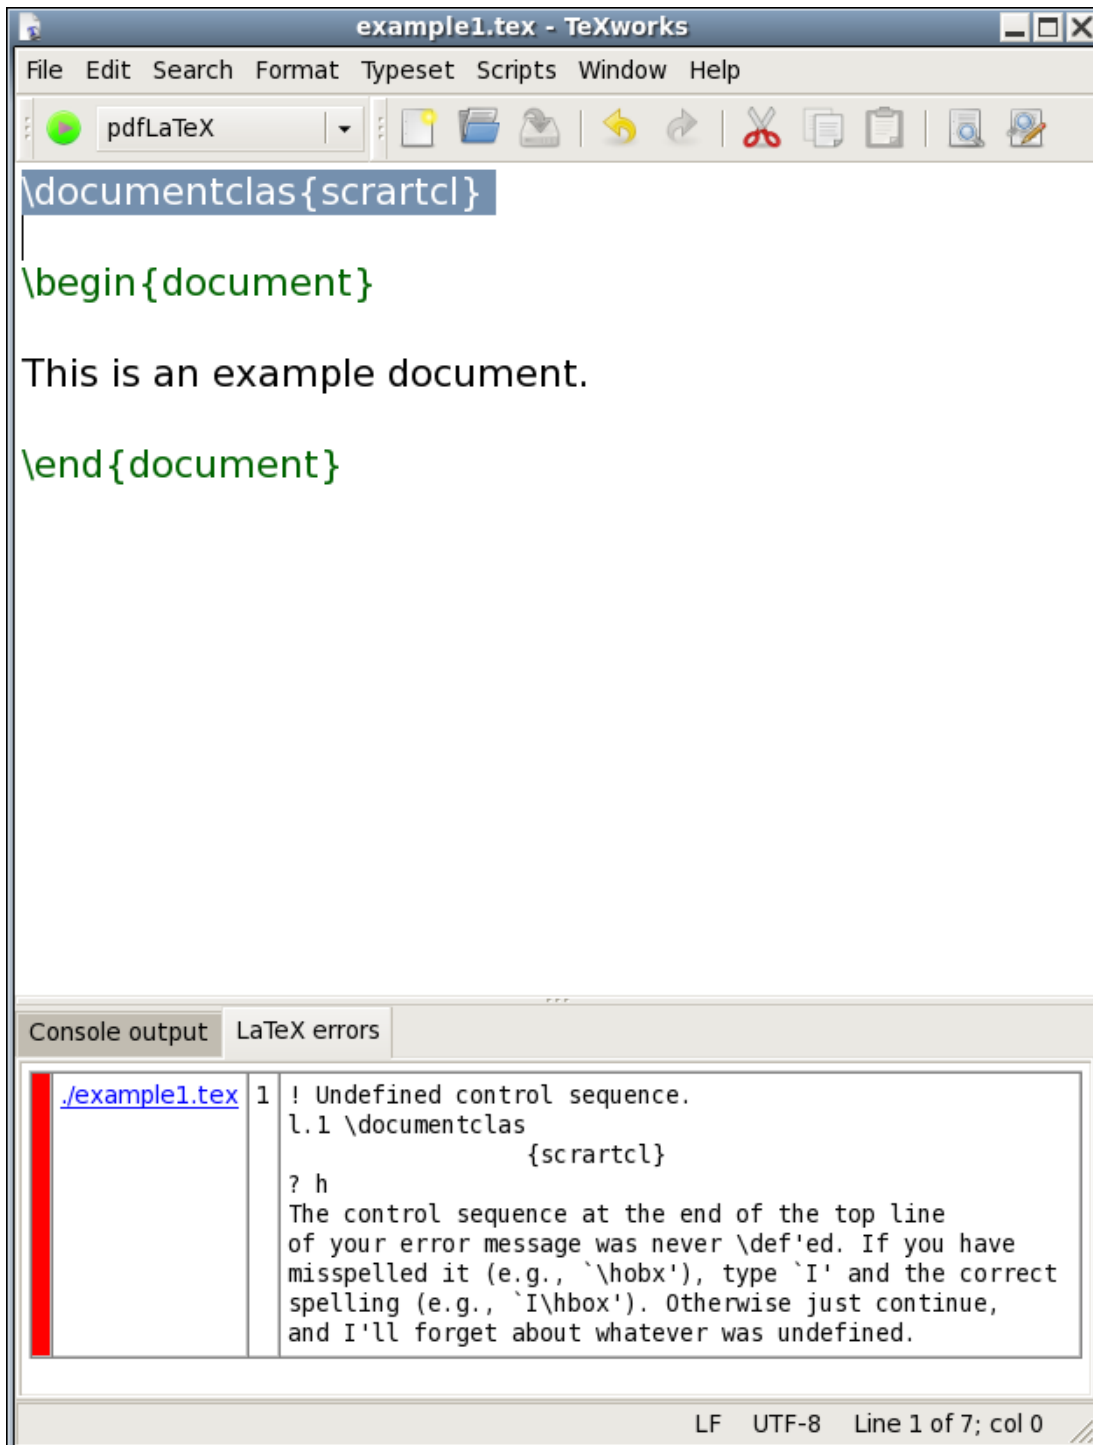 example1.tex - TeXworks
File Edit Search Format Typeset Scripts Window Help
pdfLaTeX
\documentclas{scrartcl}
\begin{document}
This is an example document.
\end{document}
Console output LaTeX errors
./example1.tex 1 ! Undefined control sequence.
l.1 \documentclas
{scrartcl}
? h
The control sequence at the end of the top line
of your error message was never \def'ed. If you have
misspelled it (e.g., `\hobx'), type `I' and the correct
spelling (e.g., `I\hbox'). Otherwise just continue,
and I'll forget about whatever was undefined.
LF UTF-8 Line 1 of 7; col 0